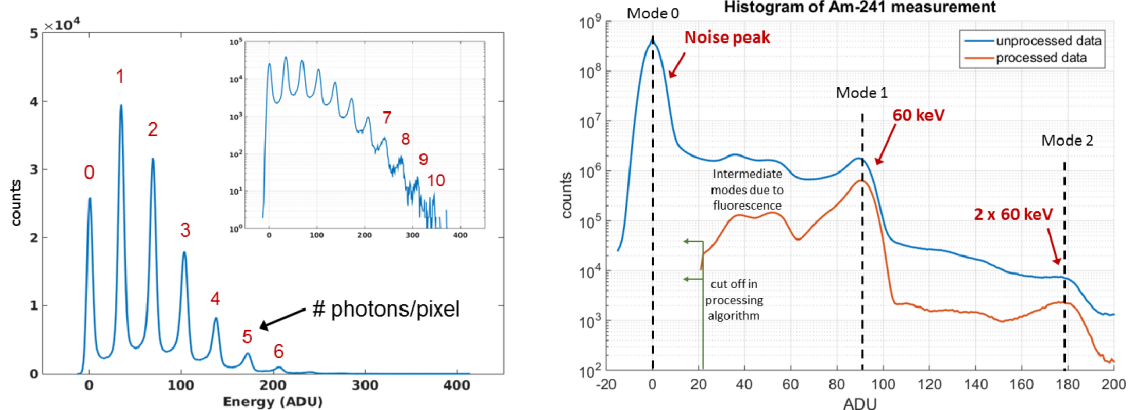 ×10⁴
5
4
3
2
1
0
counts
0
100
200
300
400
Energy (ADU)
0
1
2
3
4
5
6
# photons/pixel
10⁵
10⁴
10³
10²
10¹
10⁰
0
100
200
300
400
7
8
9
10
Histogram of Am-241 measurement
Mode 0
Noise peak
unprocessed data
processed data
Mode 1
60 keV
Mode 2
Intermediate
modes due to
fluorescence
2 x 60 keV
cut off in
processing
algorithm
10⁹
10⁸
10⁷
10⁶
10⁵
10⁴
10³
10²
counts
-20
0
20
40
60
80
100
120
140
160
180
200
ADU